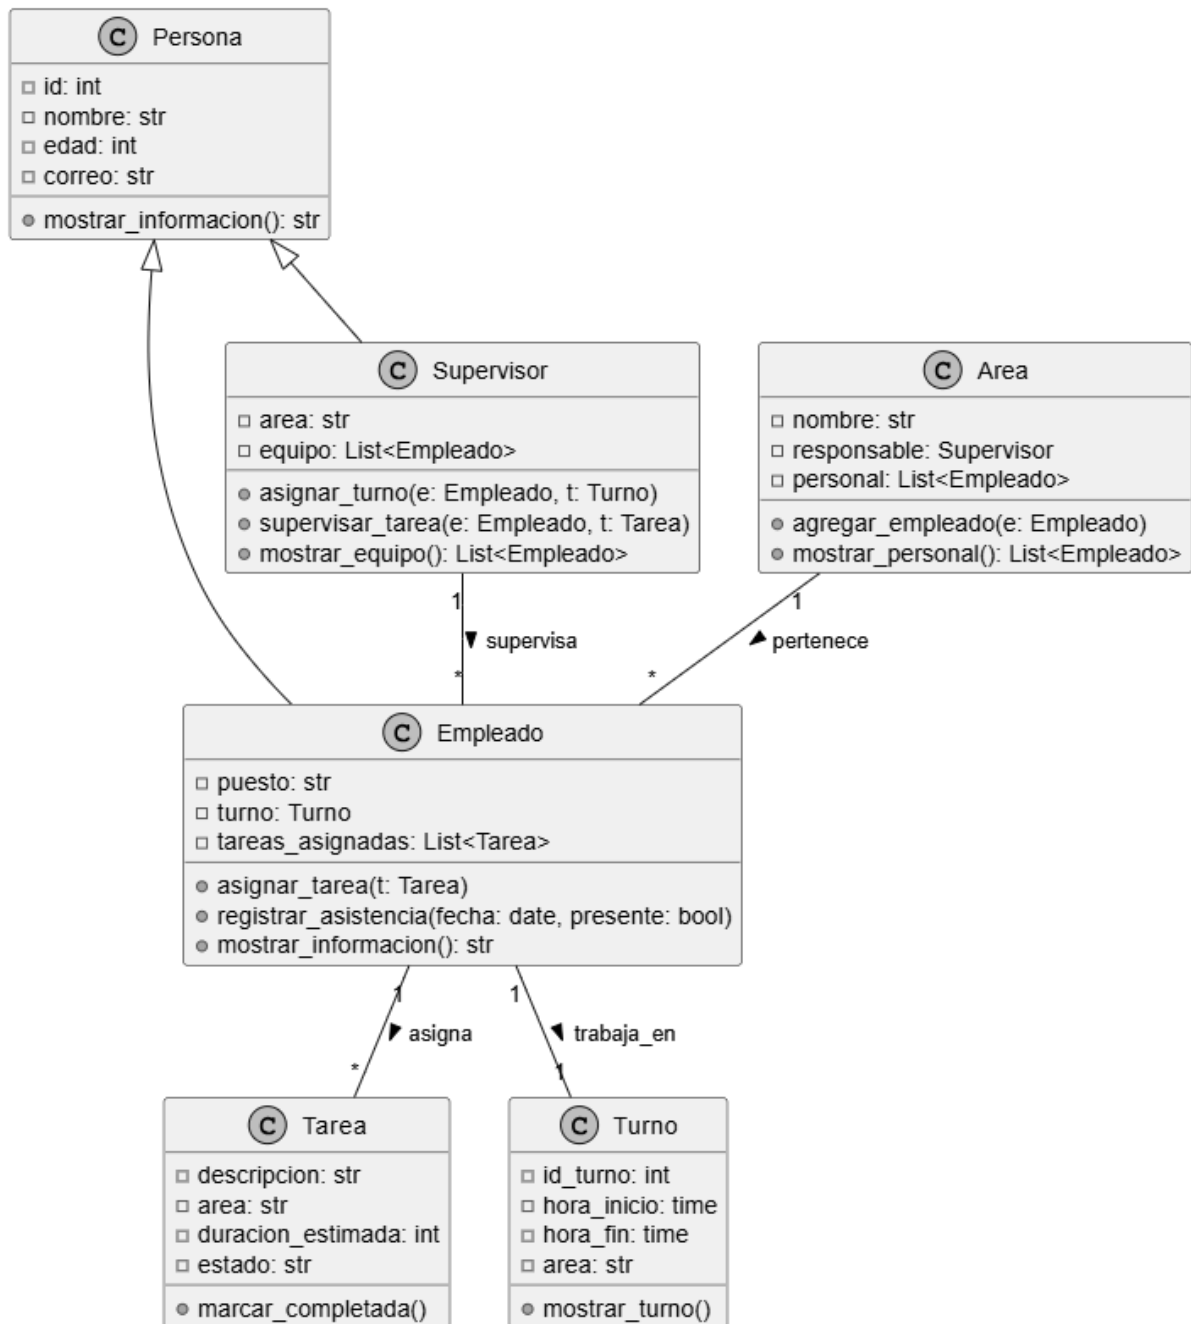 C Persona
id: int
nombre: str
edad: int
correo: str
mostrar_informacion(): str
C Supervisor
area: str
equipo: List<Empleado>
asignar_turno(e: Empleado, t: Turno)
supervisar_tarea(e: Empleado, t: Tarea)
mostrar_equipo(): List<Empleado>
C Area
nombre: str
responsable: Supervisor
personal: List<Empleado>
agregar_empleado(e: Empleado)
mostrar_personal(): List<Empleado>
1
supervisa
*
1
pertenece
*
C Empleado
puesto: str
turno: Turno
tareas_asignadas: List<Tarea>
asignar_tarea(t: Tarea)
registrar_asistencia(fecha: date, presente: bool)
mostrar_informacion(): str
1
asigna
*
1
trabaja_en
1
C Tarea
descripcion: str
area: str
duracion_estimada: int
estado: str
marcar_completada()
C Turno
id_turno: int
hora_inicio: time
hora_fin: time
area: str
mostrar_turno()